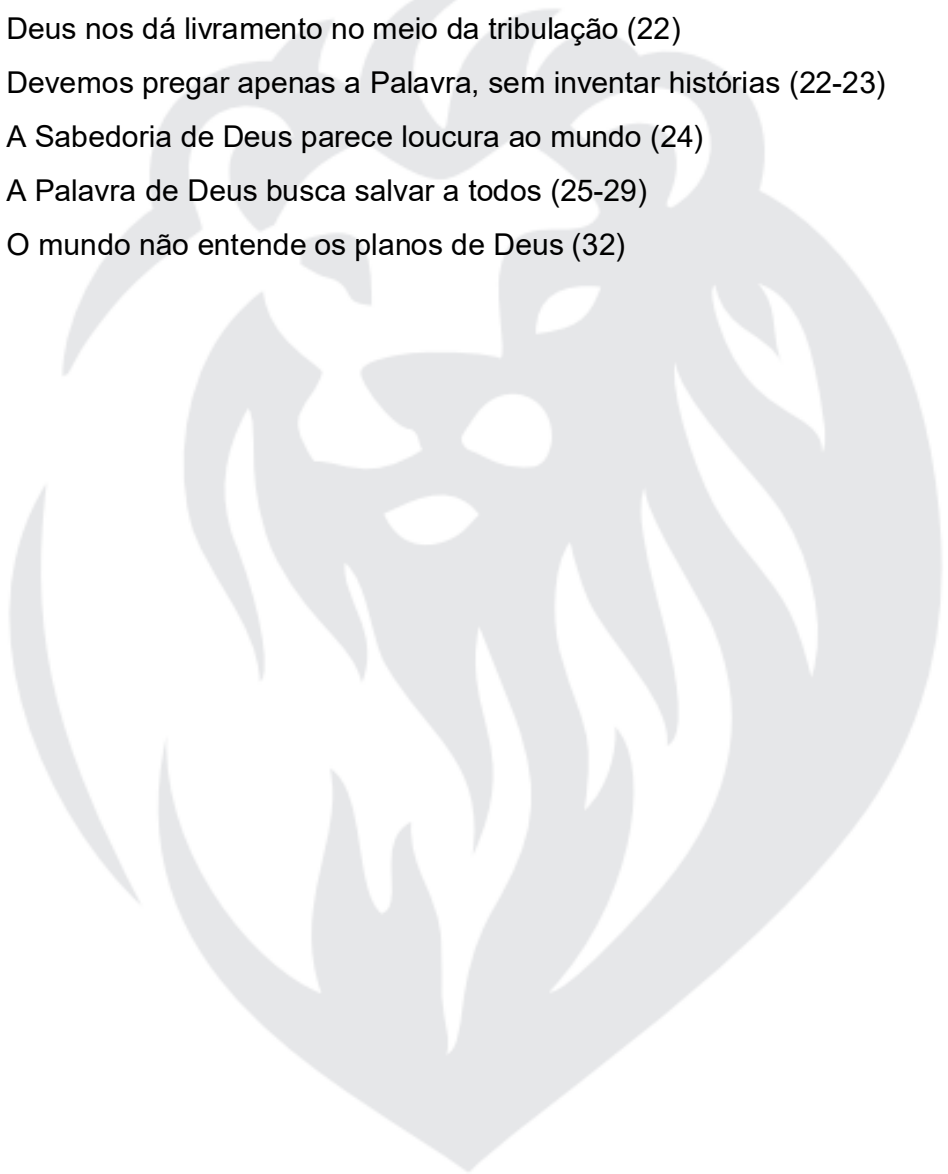 Deus nos dá livramento no meio da tribulação (22)
Devemos pregar apenas a Palavra, sem inventar histórias (22-23)
A Sabedoria de Deus parece loucura ao mundo (24)
A Palavra de Deus busca salvar a todos (25-29)
O mundo não entende os planos de Deus (32)